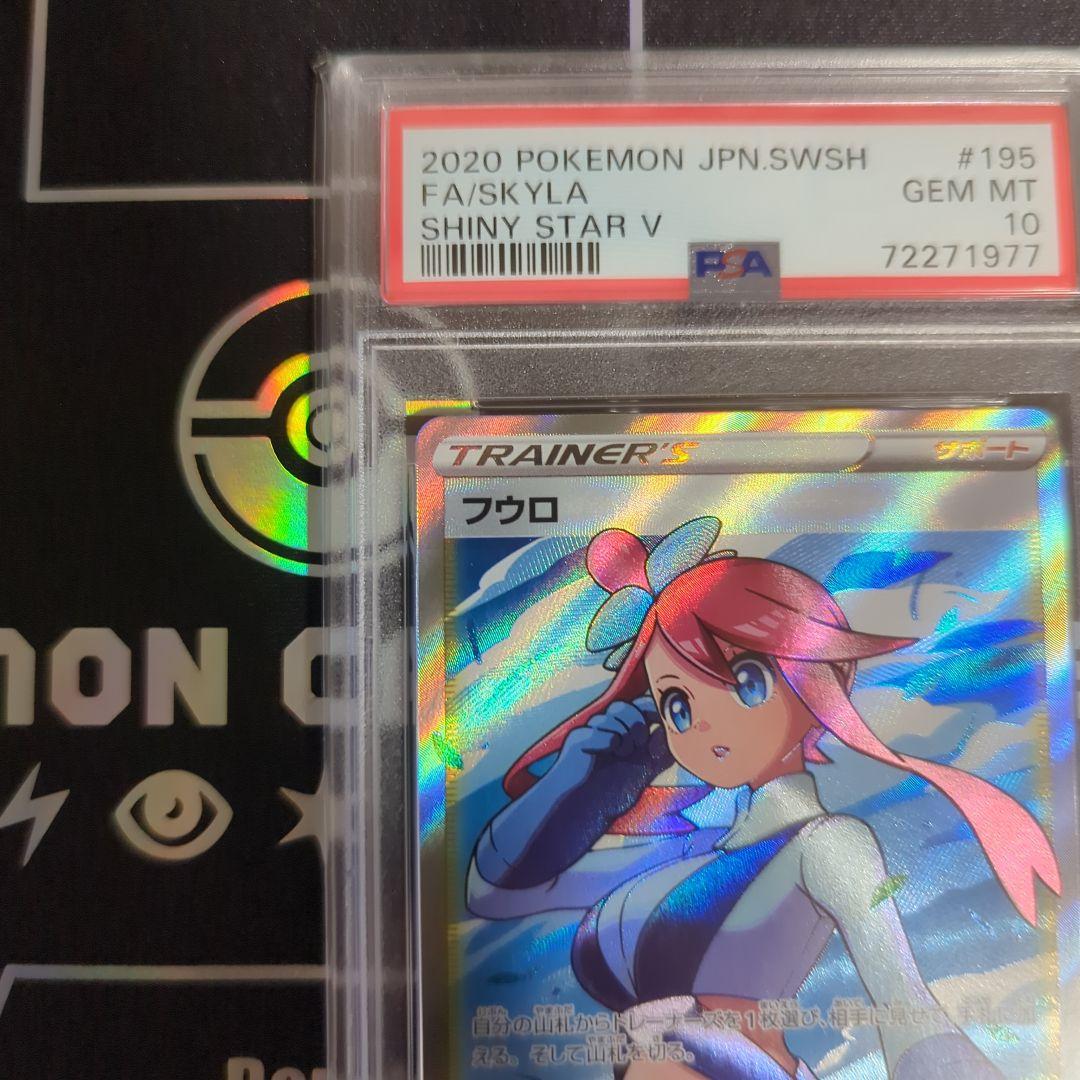 2020 POKEMON JPN.SWSH #195
FA/SKYLA GEM MT
SHINY STAR V 10
PSA 72271977
TRAINER'S サポート
フウロ
MON C
自分の山札からトレーナーズを1枚選び、相手に見せて、手札に加
える。そして山札を切る。